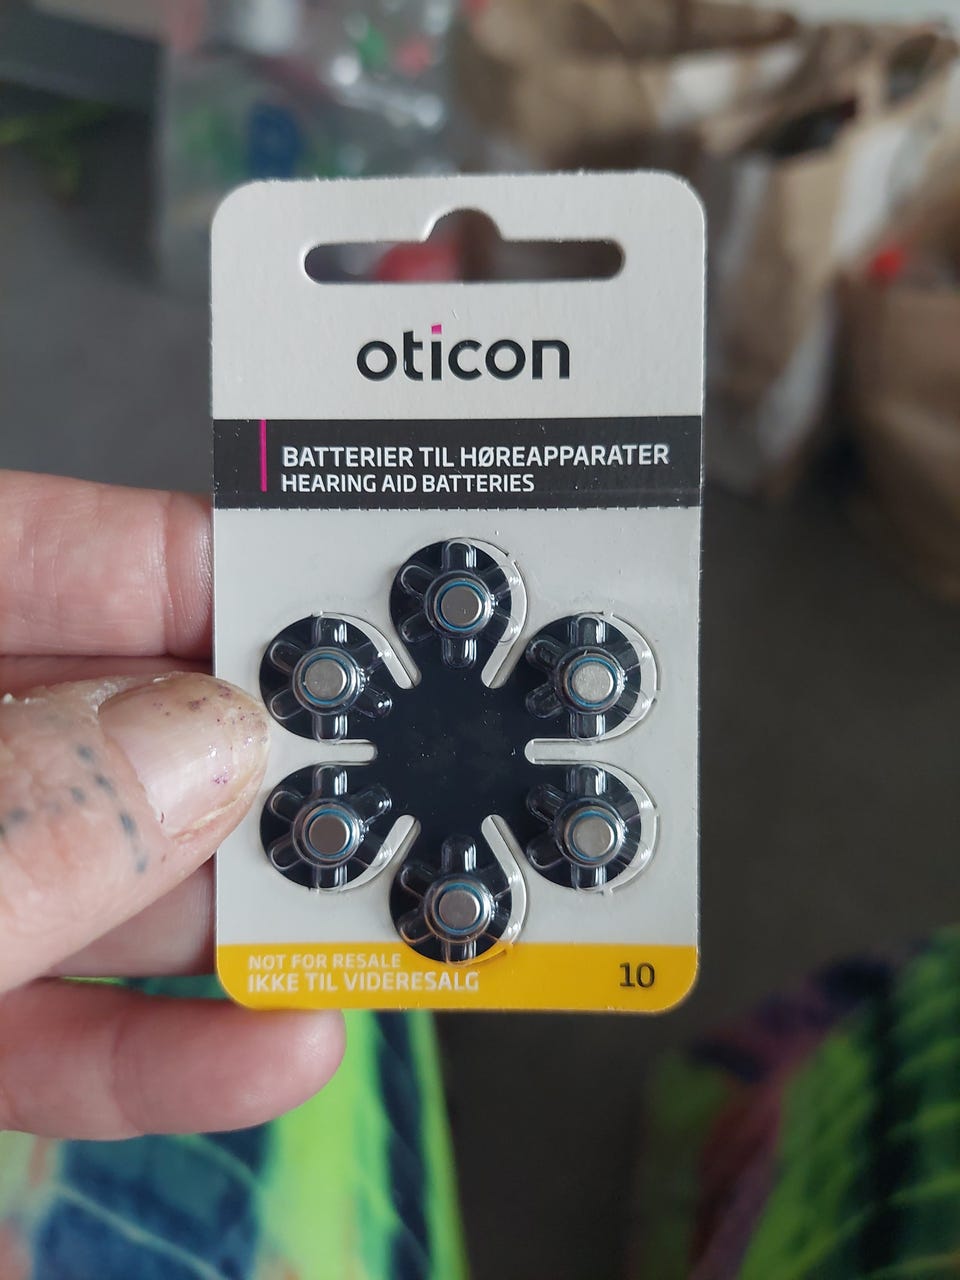 oticon
BATTERIER TIL HØREAPPARATER
HEARING AID BATTERIES
NOT FOR RESALE
IKKE TIL VIDERESALG
10